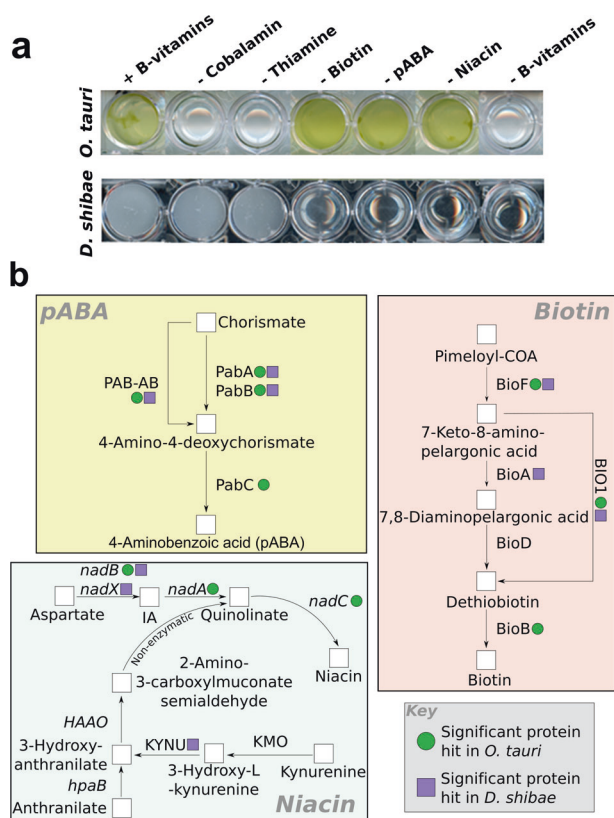 a
+ B-vitamins
- Cobalamin
- Thiamine
- Biotin
- pABA
- Niacin
- B-vitamins
O. tauri
D. shibae
b
pABA
Chorismate
PAB-AB
PabA
PabB
4-Amino-4-deoxychorismate
PabC
4-Aminobenzoic acid (pABA)
Biotin
Pimeloyl-COA
BioF
7-Keto-8-amino-
pelargonic acid
BioA
BIO1
7,8-Diaminopelargonic acid
BioD
Dethiobiotin
BioB
Biotin
nadB
nadX
nadA
nadC
Aspartate
IA
Quinolinate
Non-enzymatic
Niacin
2-Amino-
3-carboxylmuconate
semialdehyde
HAAO
KYNU
KMO
3-Hydroxy-
anthranilate
3-Hydroxy-L
-kynurenine
Kynurenine
hpaB
Anthranilate
Niacin
Key
Significant protein
hit in O. tauri
Significant protein
hit in D. shibae